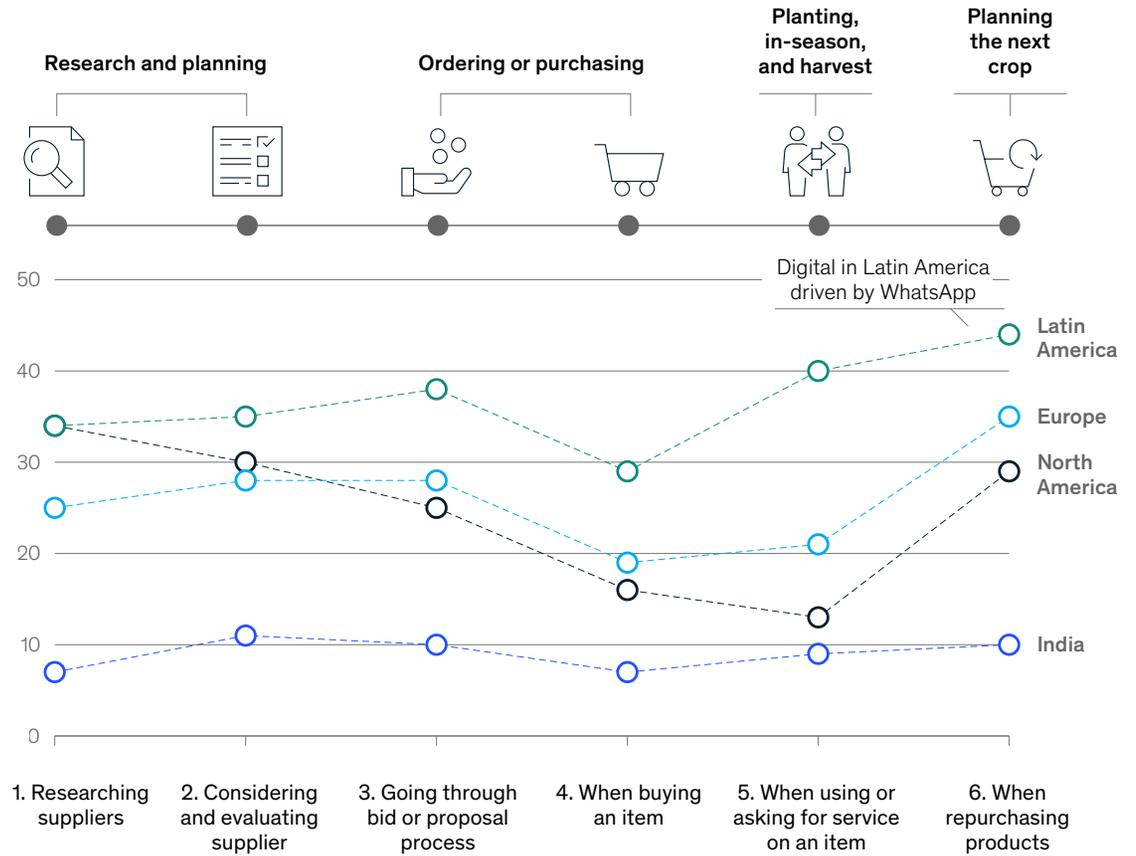 Research and planning
Ordering or purchasing
Planting,
in-season,
and harvest
Planning
the next
crop
50
40
30
20
10
0
Digital in Latin America
driven by WhatsApp
Latin
America
Europe
North
America
India
1. Researching
suppliers
2. Considering
and evaluating
supplier
3. Going through
bid or proposal
process
4. When buying
an item
5. When using or
asking for service
on an item
6. When
repurchasing
products